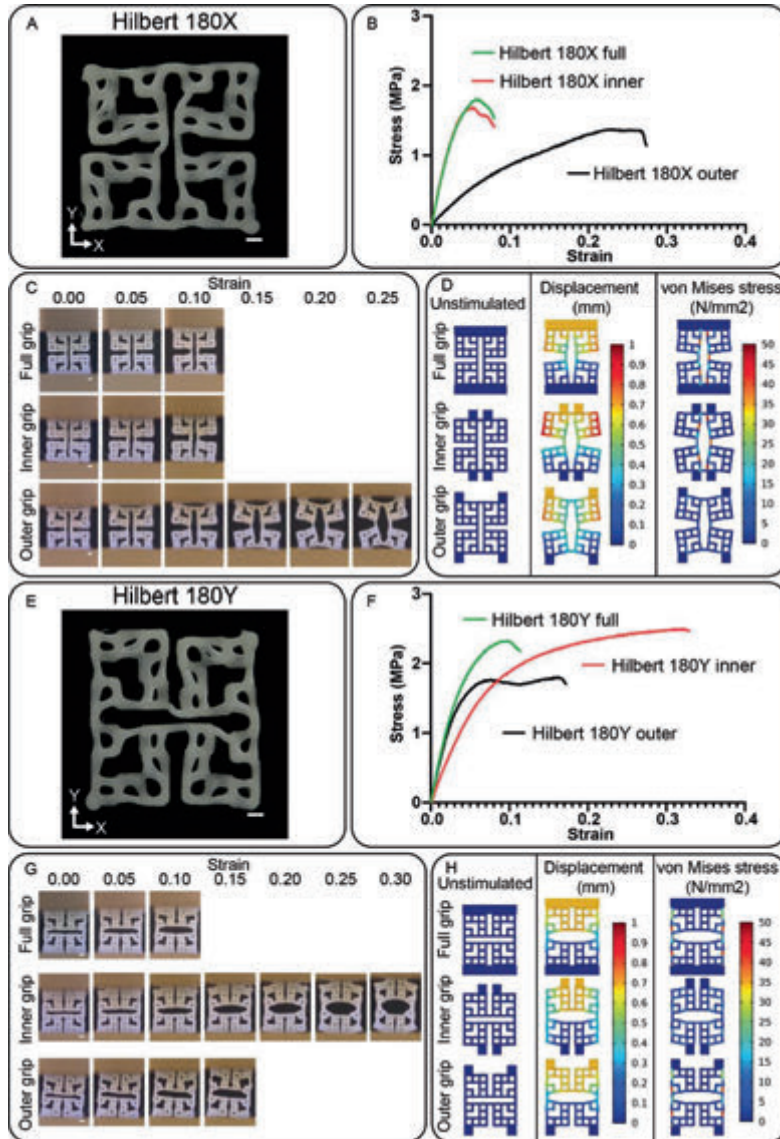 A
Hilbert 180X
Y
X
B
Stress (MPa)
3
2
1
0
Hilbert 180X full
Hilbert 180X inner
Hilbert 180X outer
0.0 0.1 0.2 0.3 0.4
Strain
C
Strain
0.00 0.05 0.10 0.15 0.20 0.25
Full grip
Inner grip
Outer grip
D
Unstimulated
Displacement
(mm)
von Mises stress
(N/mm2)
Full grip
Inner grip
Outer grip
1
0.9
0.8
0.7
0.6
0.5
0.4
0.3
0.2
0.1
0
50
45
40
35
30
25
20
15
10
5
0
E
Hilbert 180Y
Y
X
F
Stress (MPa)
3
2
1
0
Hilbert 180Y full
Hilbert 180Y inner
Hilbert 180Y outer
0.0 0.1 0.2 0.3 0.4
Strain
G
Strain
0.00 0.05 0.10 0.15 0.20 0.25 0.30
Full grip
Inner grip
Outer grip
H
Unstimulated
Displacement
(mm)
von Mises stress
(N/mm2)
Full grip
Inner grip
Outer grip
1
0.9
0.8
0.7
0.6
0.5
0.4
0.3
0.2
0.1
0
50
45
40
35
30
25
20
15
10
5
0